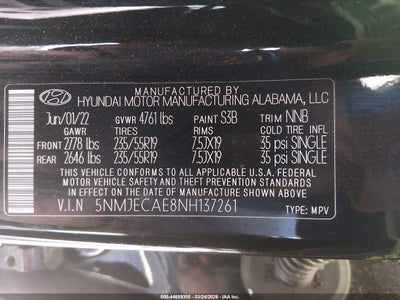 MANUFACTURED BY
HYUNDAI MOTOR MANUFACTURING ALABAMA, LLC
Jun/01/22 GVWR 4761 lbs PAINT S3B TRIM NNB
GAWR TIRES RIMS COLD TIRE INF.
FRONT 2778 lbs 235/55R19 7.5JX19 35 psi SINGLE
REAR 2646 lbs 235/55R19 7.5JX19 35 psi SINGLE
THIS VEHICLE CONFORMS TO ALL APPLICABLE U.S.A. FEDERAL
MOTOR VEHICLE SAFETY AND THEFT PREVENTION STANDARDS
IN EFFECT ON THE DATE OF MANUFACTURE SHOWN ABOVE.
V.I.N 5NMJECAE8NH137261 TYPE: MPV
000-44689309 - 03/24/2026 - IAA Inc.